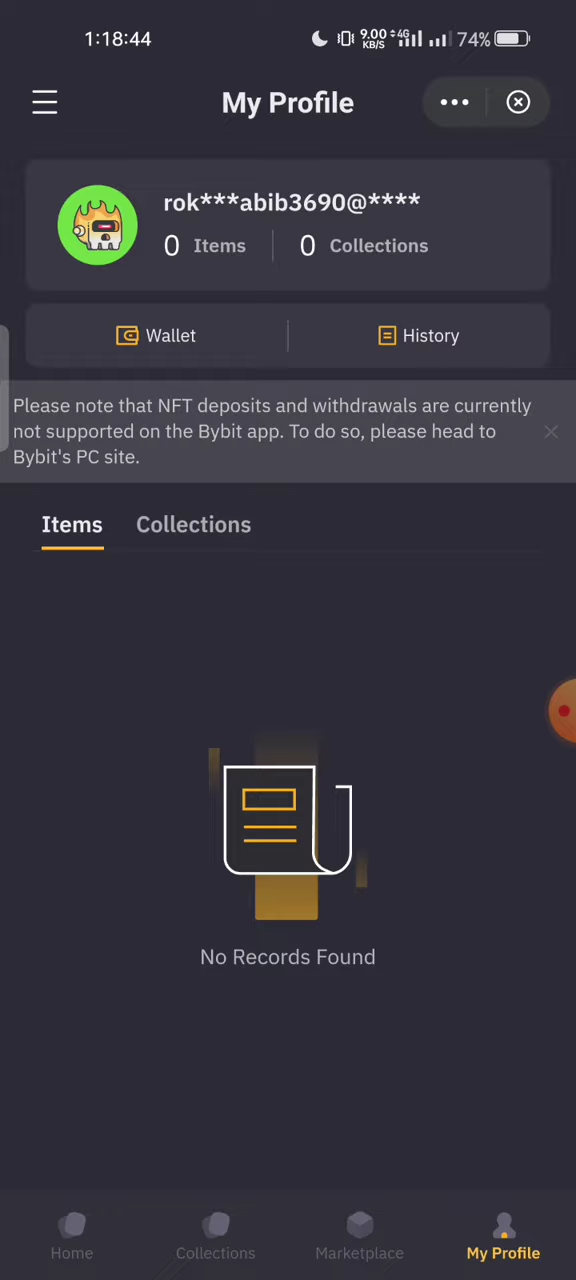 1:18:44 9.00 KB/S 4G 74%
My Profile
rok***abib3690@****
0 Items 0 Collections
Wallet History
Please note that NFT deposits and withdrawals are currently
not supported on the Bybit app. To do so, please head to
Bybit's PC site.
Items Collections
No Records Found
Home Collections Marketplace My Profile